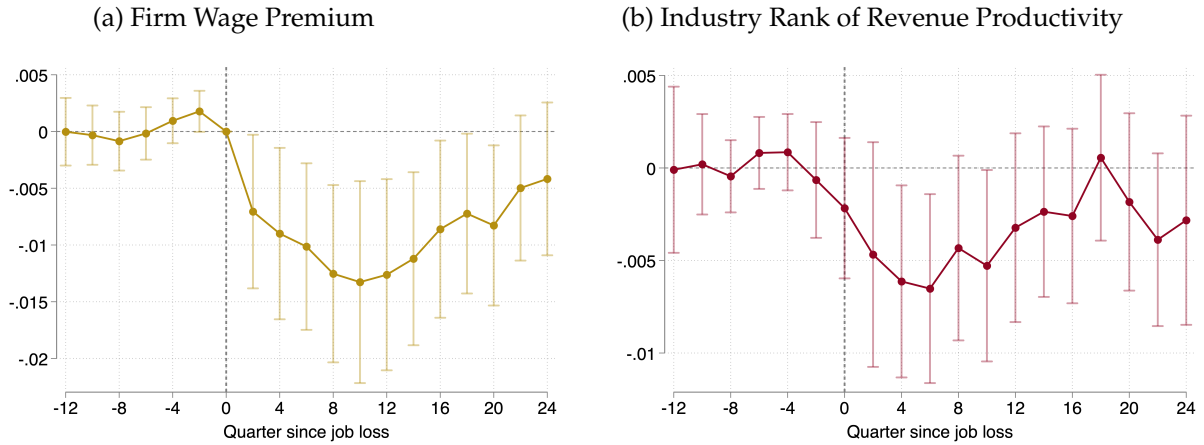 (a) Firm Wage Premium
.005
0
-.005
-.01
-.015
-.02
-12 -8 -4 0 4 8 12 16 20 24
Quarter since job loss
(b) Industry Rank of Revenue Productivity
.005
0
-.005
-.01
-12 -8 -4 0 4 8 12 16 20 24
Quarter since job loss